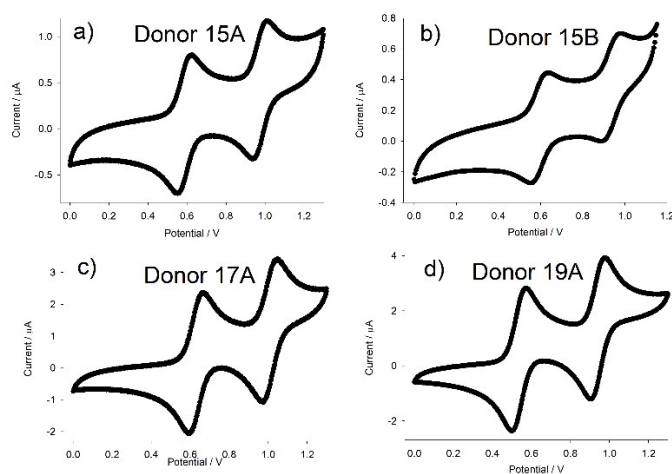 a) Donor 15A
Current / μA
1.0
0.5
0.0
-0.5
0.0 0.2 0.4 0.6 0.8 1.0 1.2
Potential / V
b) Donor 15B
Current / μA
0.8
0.6
0.4
0.2
0.0
-0.2
-0.4
0.0 0.2 0.4 0.6 0.8 1.0 1.2
Potential / V
c) Donor 17A
Current / μA
3
2
1
0
-1
-2
0.0 0.2 0.4 0.6 0.8 1.0 1.2
Potential / V
d) Donor 19A
Current / μA
4
2
0
-2
0.0 0.2 0.4 0.6 0.8 1.0 1.2
Potential / V